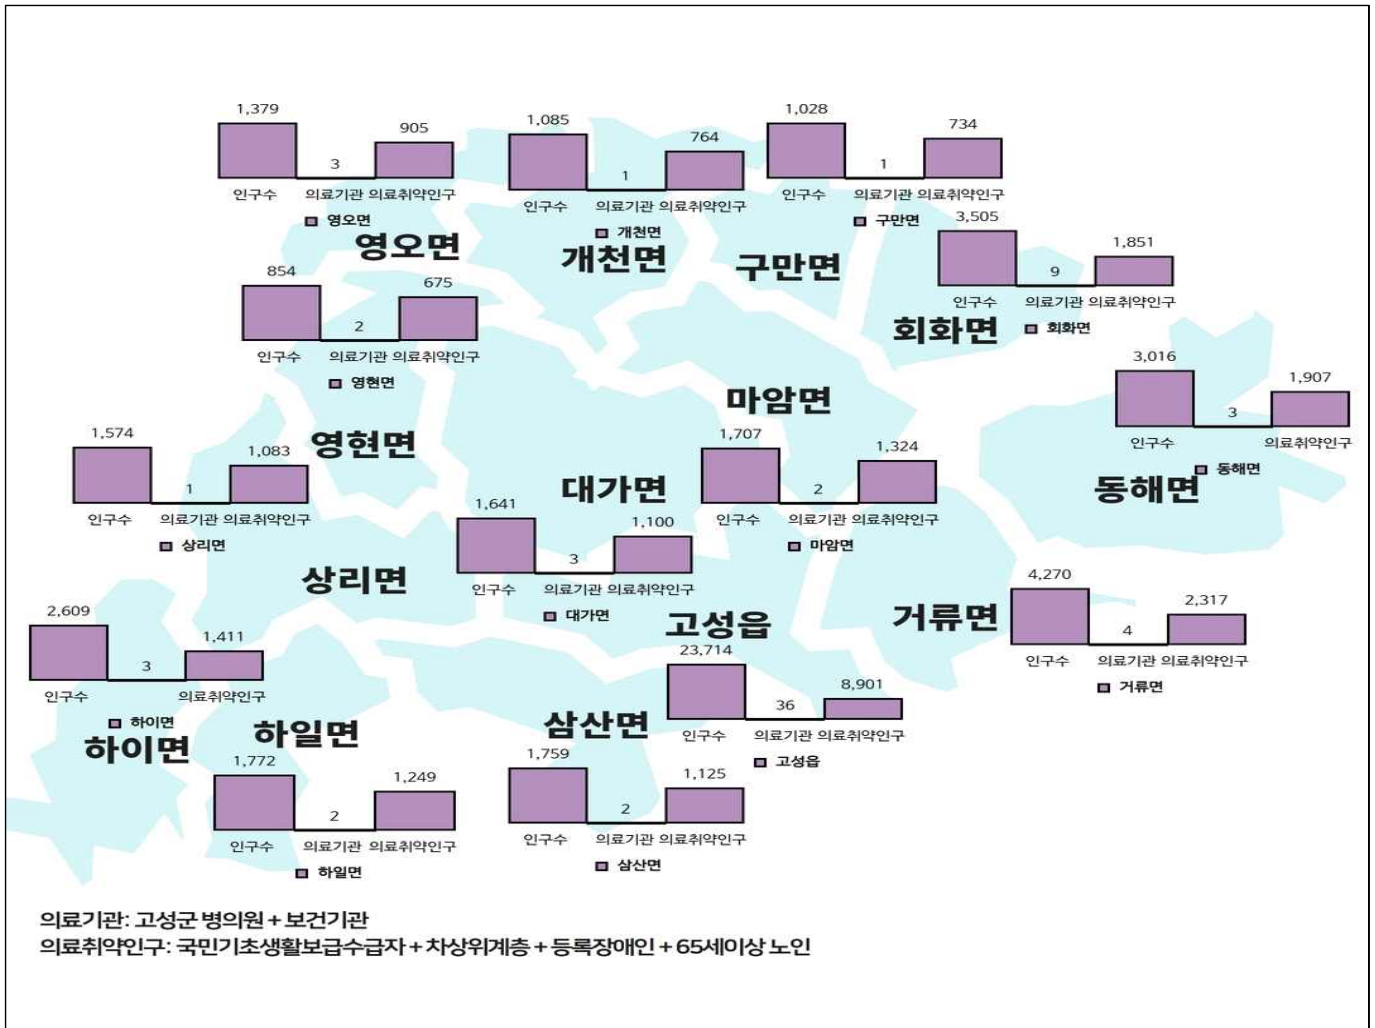 1,379
905
3
인구수 의료기관 의료취약인구
영오면
영오면
1,085
764
1
인구수 의료기관 의료취약인구
개천면
개천면
1,028
734
1
인구수 의료기관 의료취약인구
구만면
구만면
3,505
1,851
9
인구수 의료기관 의료취약인구
회화면
회화면
854
675
2
인구수 의료기관 의료취약인구
영현면
영현면
3,016
1,907
3
인구수 의료취약인구
동해면
동해면
마암면
1,707
1,324
2
인구수 의료기관 의료취약인구
마암면
1,574
1,083
1
인구수 의료기관 의료취약인구
상리면
상리면
대가면
1,641
1,100
3
인구수 의료기관 의료취약인구
대가면
거류면
4,270
2,317
4
인구수 의료기관 의료취약인구
거류면
2,609
1,411
3
인구수 의료취약인구
하이면
하이면
고성읍
23,714
8,901
36
인구수 의료기관 의료취약인구
고성읍
하일면
1,772
1,249
2
인구수 의료기관 의료취약인구
하일면
삼산면
1,759
1,125
2
인구수 의료기관 의료취약인구
삼산면
의료기관: 고성군 병의원 + 보건기관
의료취약인구: 국민기초생활보급수급자 + 차상위계층 + 등록장애인 + 65세이상 노인